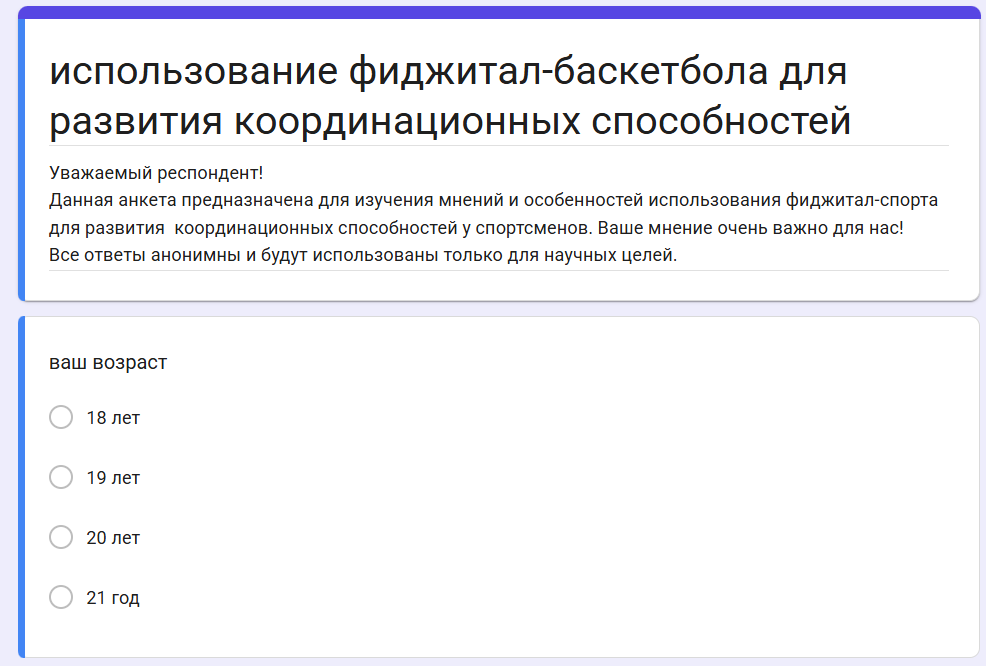 использование фиджитал-баскетбола для
развития координационных способностей
Уважаемый респондент!
Данная анкета предназначена для изучения мнений и особенностей использования фиджитал-спорта
для развития  координационных способностей у спортсменов. Ваше мнение очень важно для нас!
Все ответы анонимны и будут использованы только для научных целей.
ваш возраст
18 лет
19 лет
20 лет
21 год